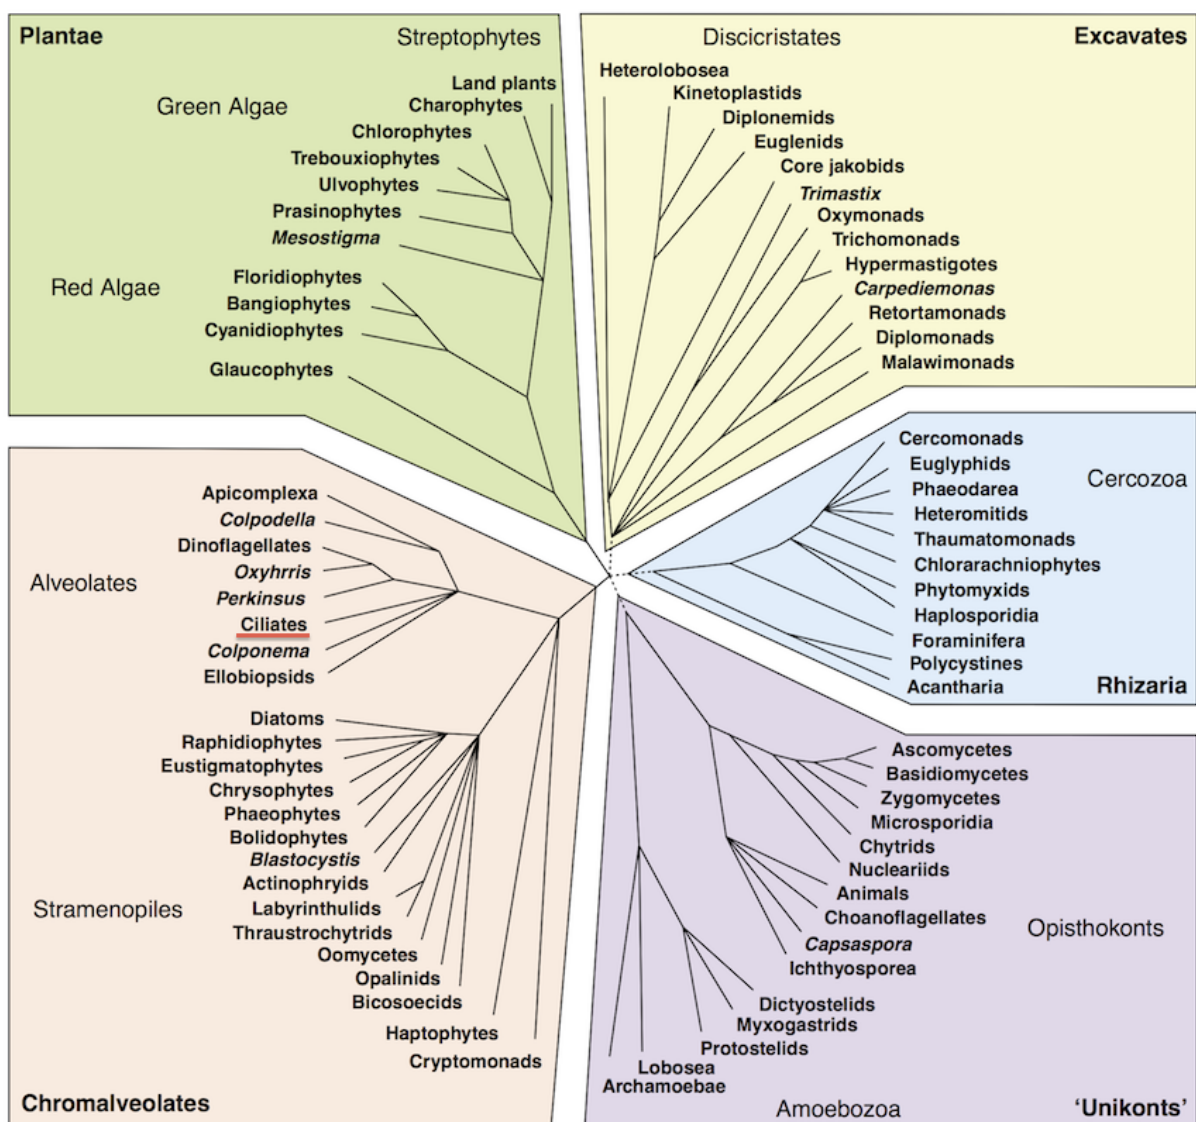 Plantae
Streptophytes
Land plants
Green Algae
Charophytes
Chlorophytes
Trebouxiophytes
Ulvophytes
Prasinophytes
Mesostigma
Red Algae
Floridiophytes
Bangiophytes
Cyanidiophytes
Glaucophytes
Discicristates
Excavates
Heterolobosea
Kinetoplastids
Diplonemids
Euglenids
Core jakobids
Trimastix
Oxymonads
Trichomonads
Hypermastigotes
Carpediemonas
Retortamonads
Diplomonads
Malawimonads
Cercomonads
Euglyphids
Cercozoa
Phaeodarea
Heteromitids
Thaumatomonads
Chlorarachniophytes
Phytomyxids
Haplosporidia
Foraminifera
Polycystines
Acantharia
Rhizaria
Apicomplexa
Colpodella
Dinoflagellates
Oxyhrris
Alveolates
Perkinsus
Ciliates
Colponema
Ellobiopsids
Diatoms
Raphidiophytes
Eustigmatophytes
Chrysophytes
Phaeophytes
Bolidophytes
Blastocystis
Actinophryids
Stramenopiles
Labyrinthulids
Thraustrochytrids
Oomycetes
Opalinids
Bicosoecids
Haptophytes
Cryptomonads
Chromalveolates
Ascomycetes
Basidiomycetes
Zygomycetes
Microsporidia
Chytrids
Nucleariids
Animals
Choanoflagellates
Opisthokonts
Capsaspora
Ichthyosporea
Dictyostelids
Myxogastrids
Protostelids
Lobosea
Archamoebae
Amoebozoa
‘Unikonts’